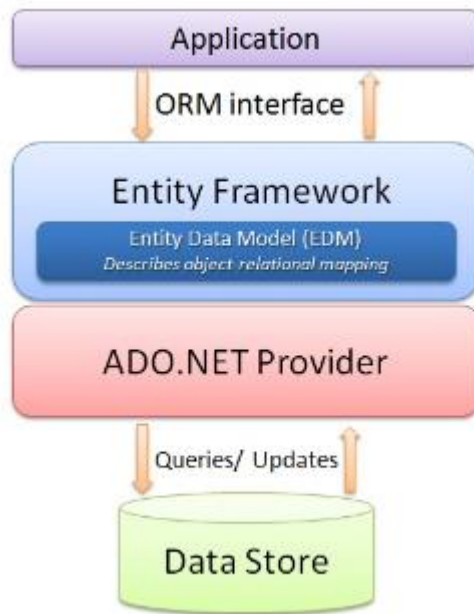 Application
ORM interface
Entity Framework
Entity Data Model (EDM)
Describes object relational mapping
ADO.NET Provider
Queries/ Updates
Data Store